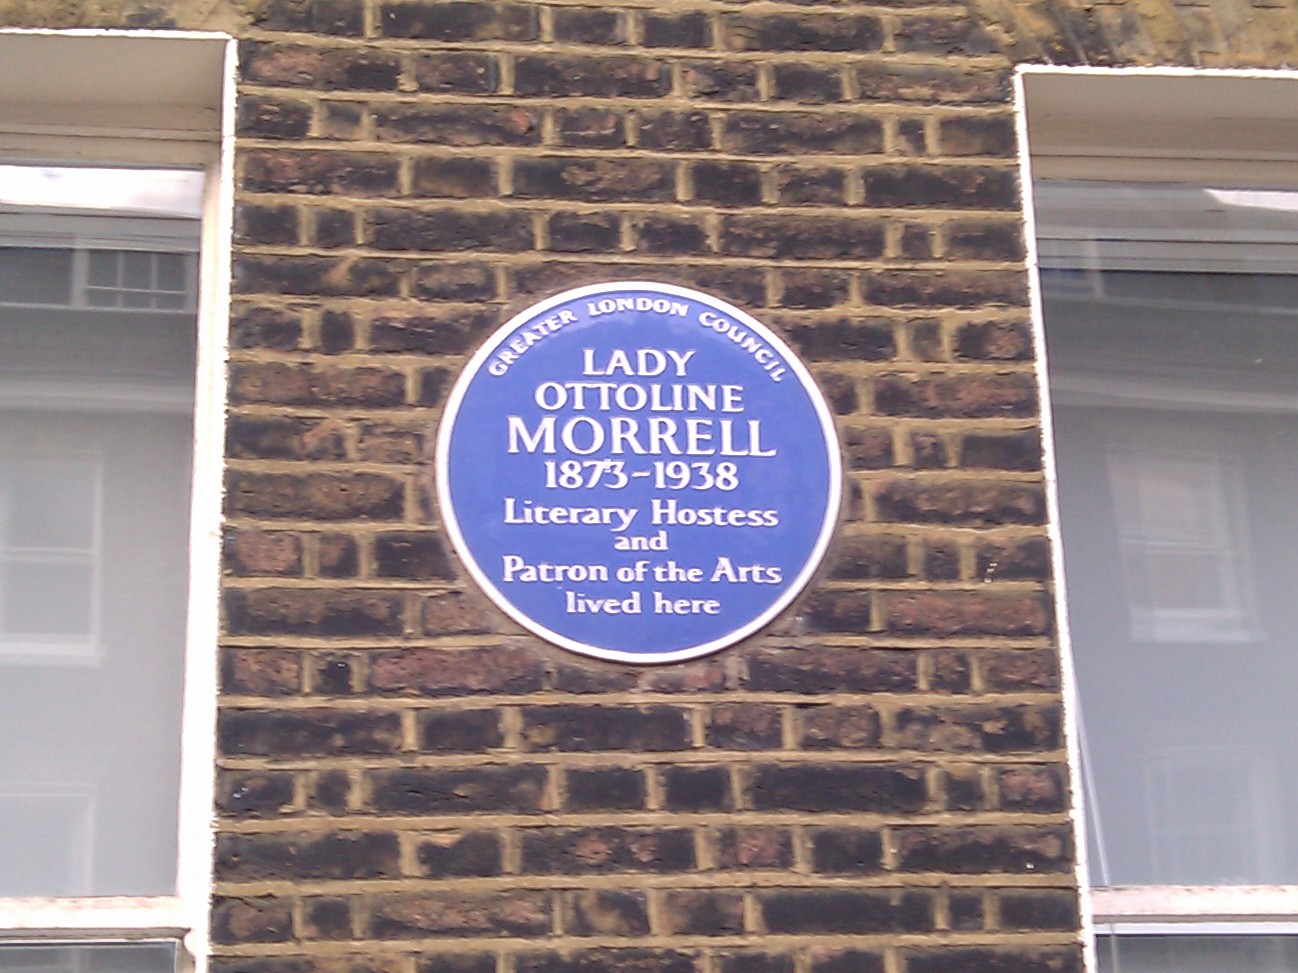 GREATER LONDON COUNCIL
LADY
OTTOLINE
MORRELL
1873-1938
Literary Hostess
and
Patron of the Arts
lived here